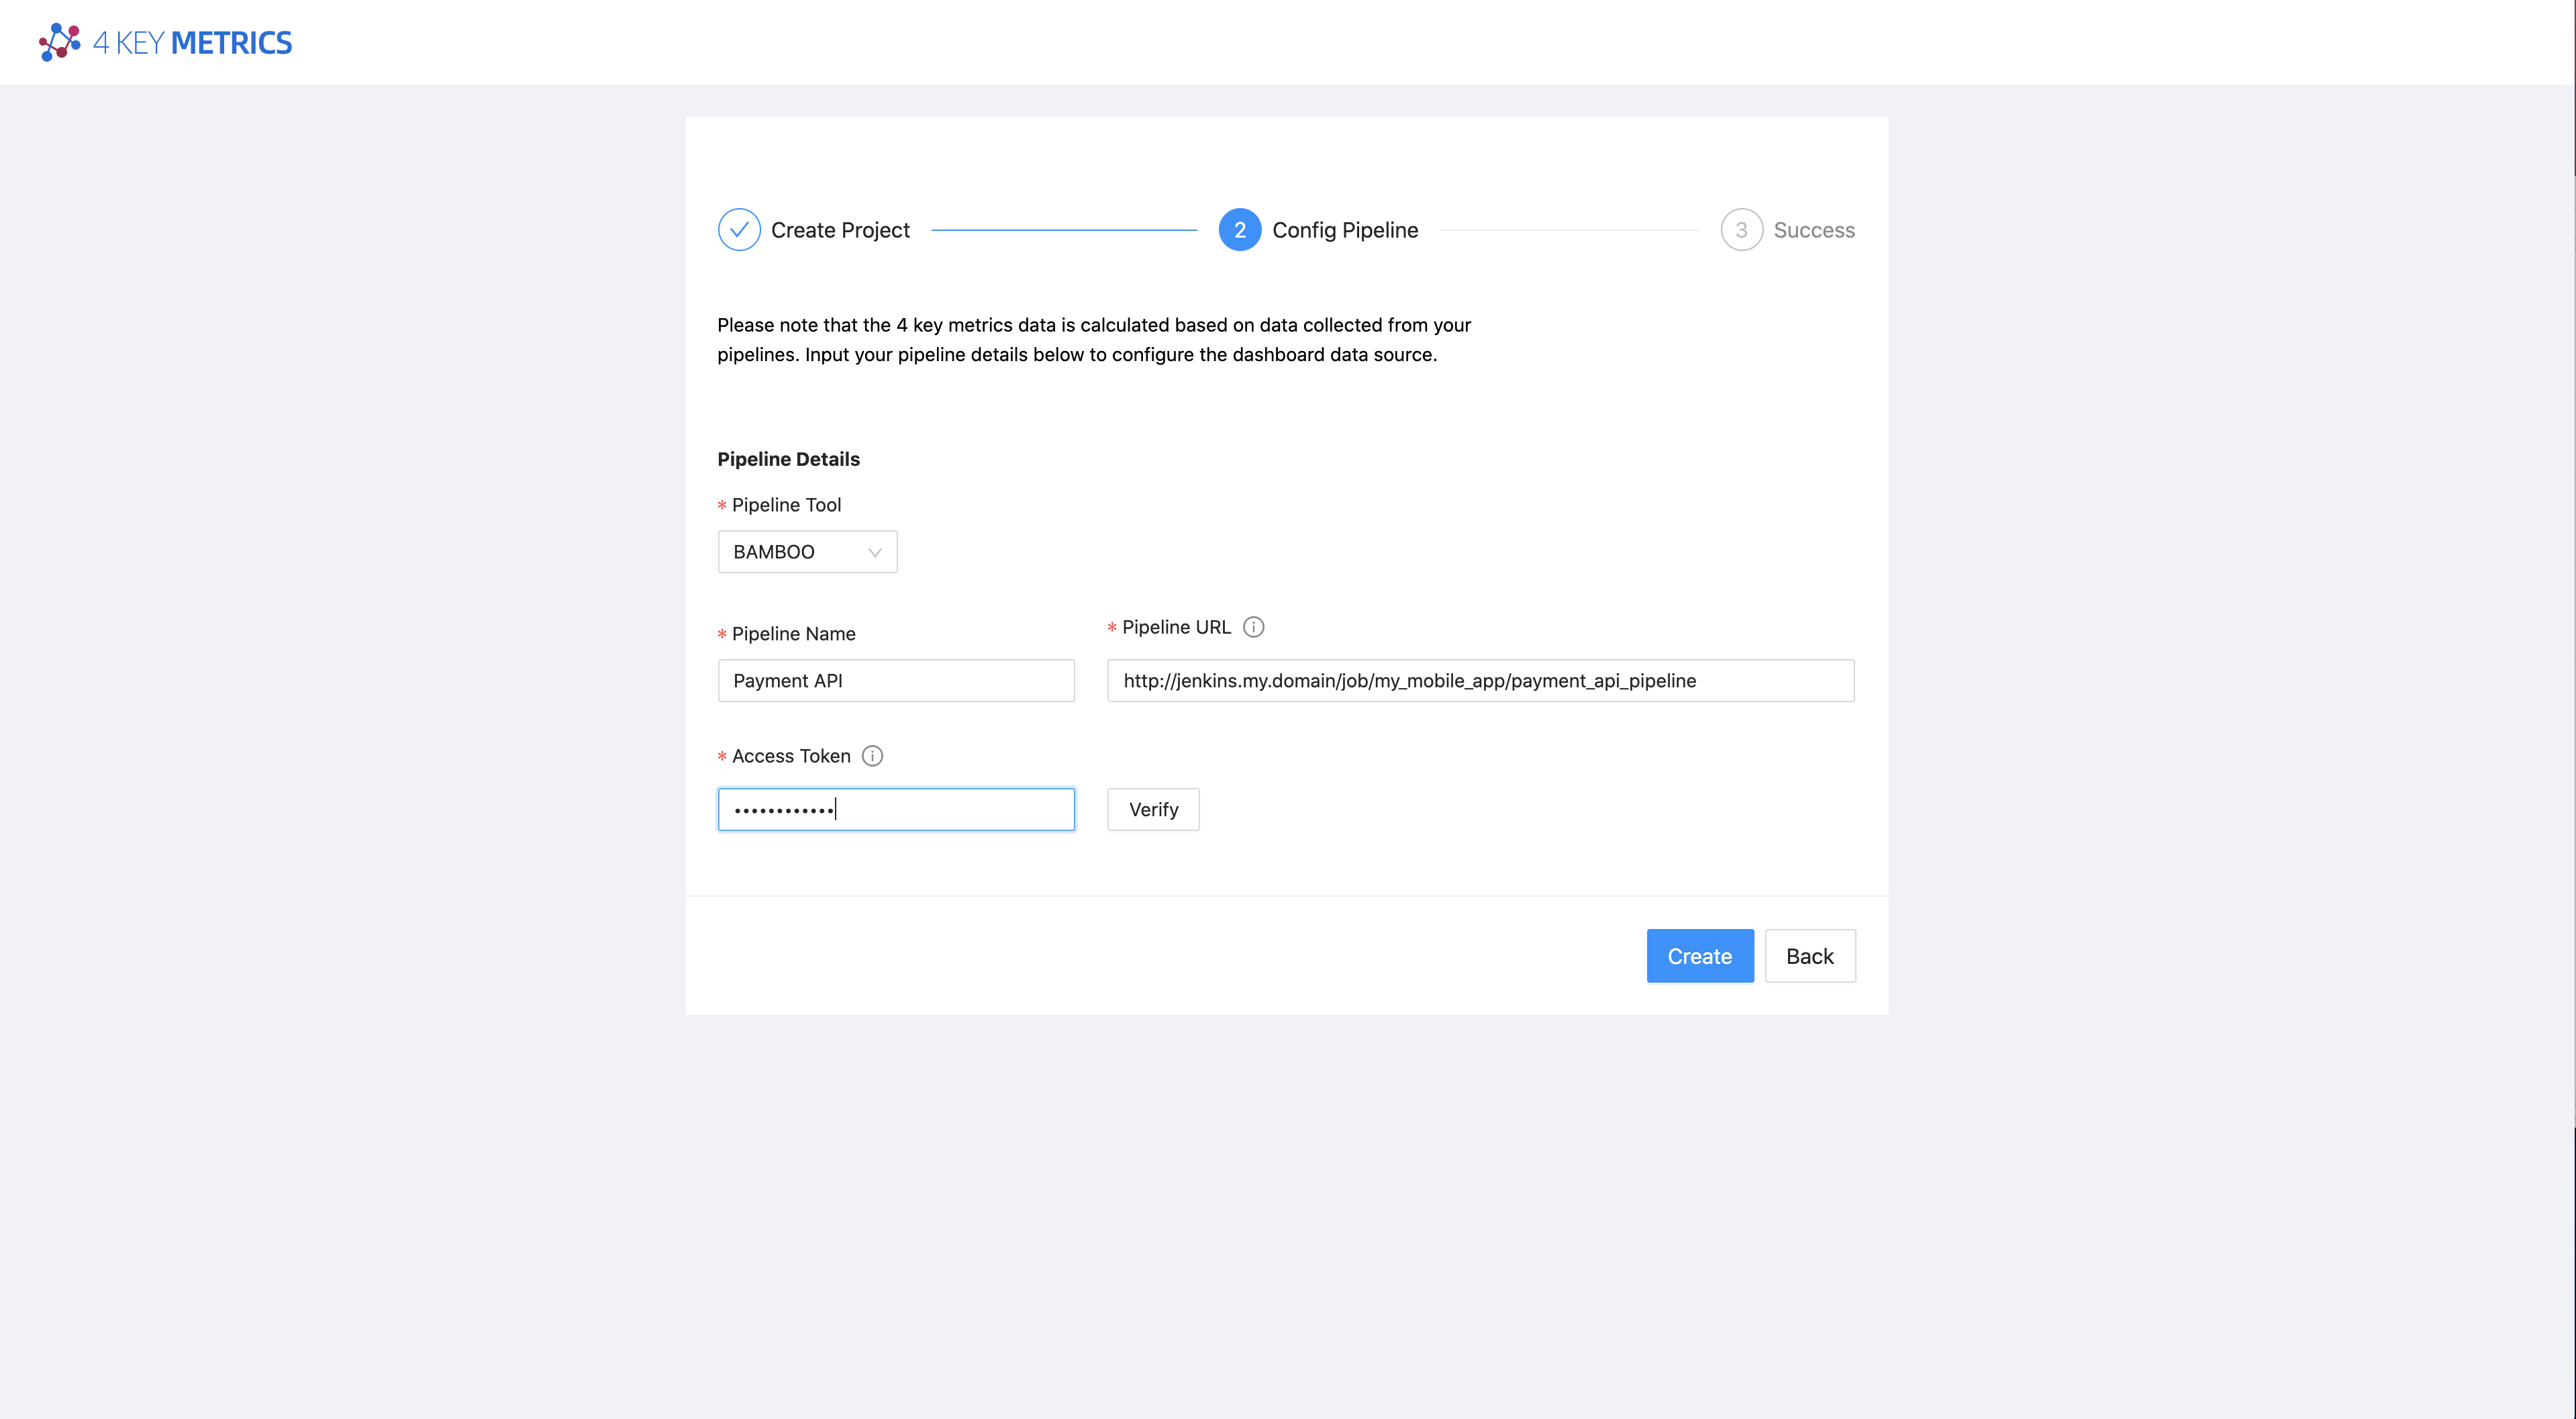 4 KEY METRICS
Create Project
2 Config Pipeline
3 Success
Please note that the 4 key metrics data is calculated based on data collected from your
pipelines. Input your pipeline details below to configure the dashboard data source.
Pipeline Details
* Pipeline Tool
BAMBOO
* Pipeline Name
* Pipeline URL
Payment API
http://jenkins.my.domain/job/my_mobile_app/payment_api_pipeline
* Access Token
••••••••••••
Verify
Create
Back